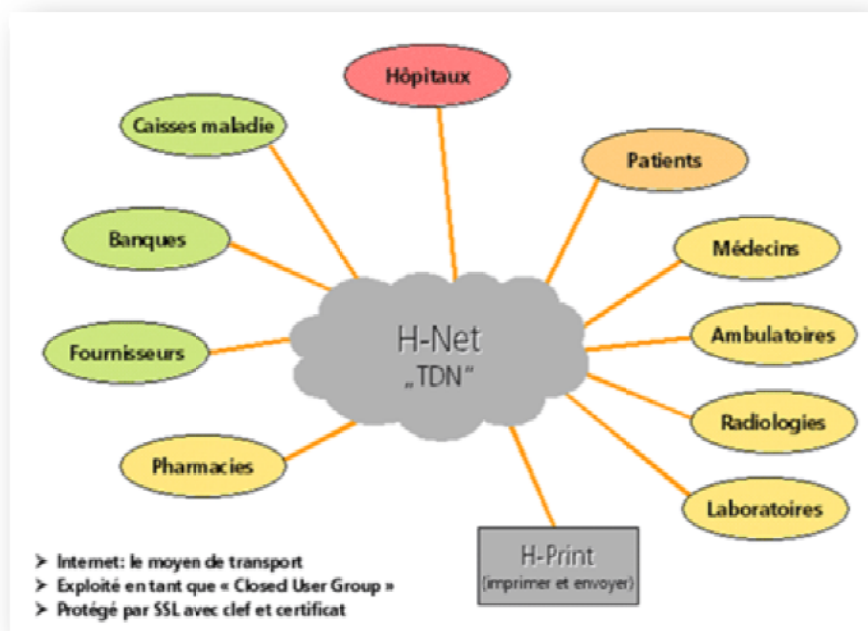 Hôpitaux
Caisses maladie
Patients
Banques
Médecins
H-Net
„TDN“
Ambulatoires
Fournisseurs
Radiologies
Pharmacies
Laboratoires
H-Print
(imprimer et envoyer)
➢ Internet: le moyen de transport
➢ Exploité en tant que « Closed User Group »
➢ Protégé par SSL avec clef et certificat